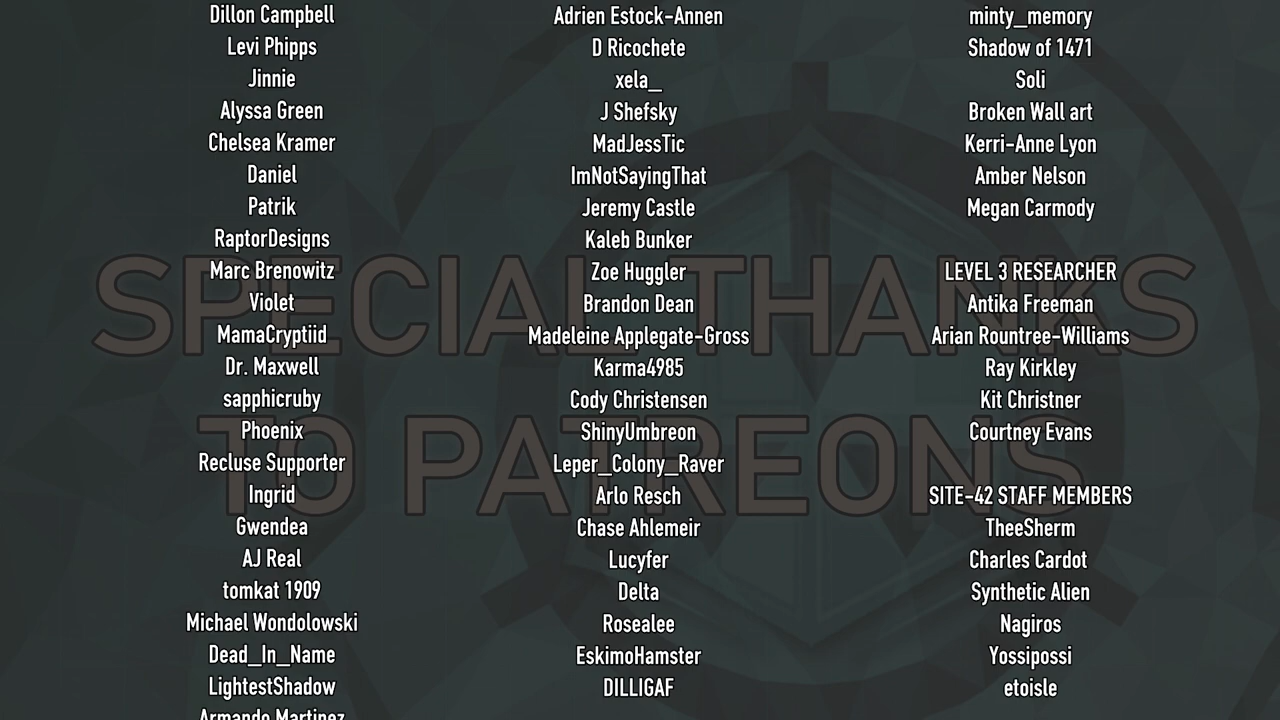 Dillon Campbell
Levi Phipps
Jinnie
Alyssa Green
Chelsea Kramer
Daniel
Patrik
RaptorDesigns
Marc Brenowitz
Violet
MamaCryptiid
Dr. Maxwell
sapphicruby
Phoenix
Recluse Supporter
Ingrid
Gwendea
AJ Real
tomkat 1909
Michael Wondolowski
Dead_In_Name
LightestShadow
Armando Martinez
Adrien Estock-Annen
D Ricochete
xela_
J Shefsky
MadJessTic
ImNotSayingThat
Jeremy Castle
Kaleb Bunker
Zoe Huggler
Brandon Dean
Madeleine Applegate-Gross
Karma4985
Cody Christensen
ShinyUmbreon
Leper_Colony_Raver
Arlo Resch
Chase Ahlemeir
Lucyfer
Delta
Rosealee
EskimoHamster
DILLIGAF
minty_memory
Shadow of 1471
Soli
Broken Wall art
Kerri-Anne Lyon
Amber Nelson
Megan Carmody
LEVEL 3 RESEARCHER
Antika Freeman
Arian Rountree-Williams
Ray Kirkley
Kit Christner
Courtney Evans
SITE-42 STAFF MEMBERS
TheeSherm
Charles Cardot
Synthetic Alien
Nagiros
Yossipossi
etoisle
SPECIAL THANKS
TO PATREONS